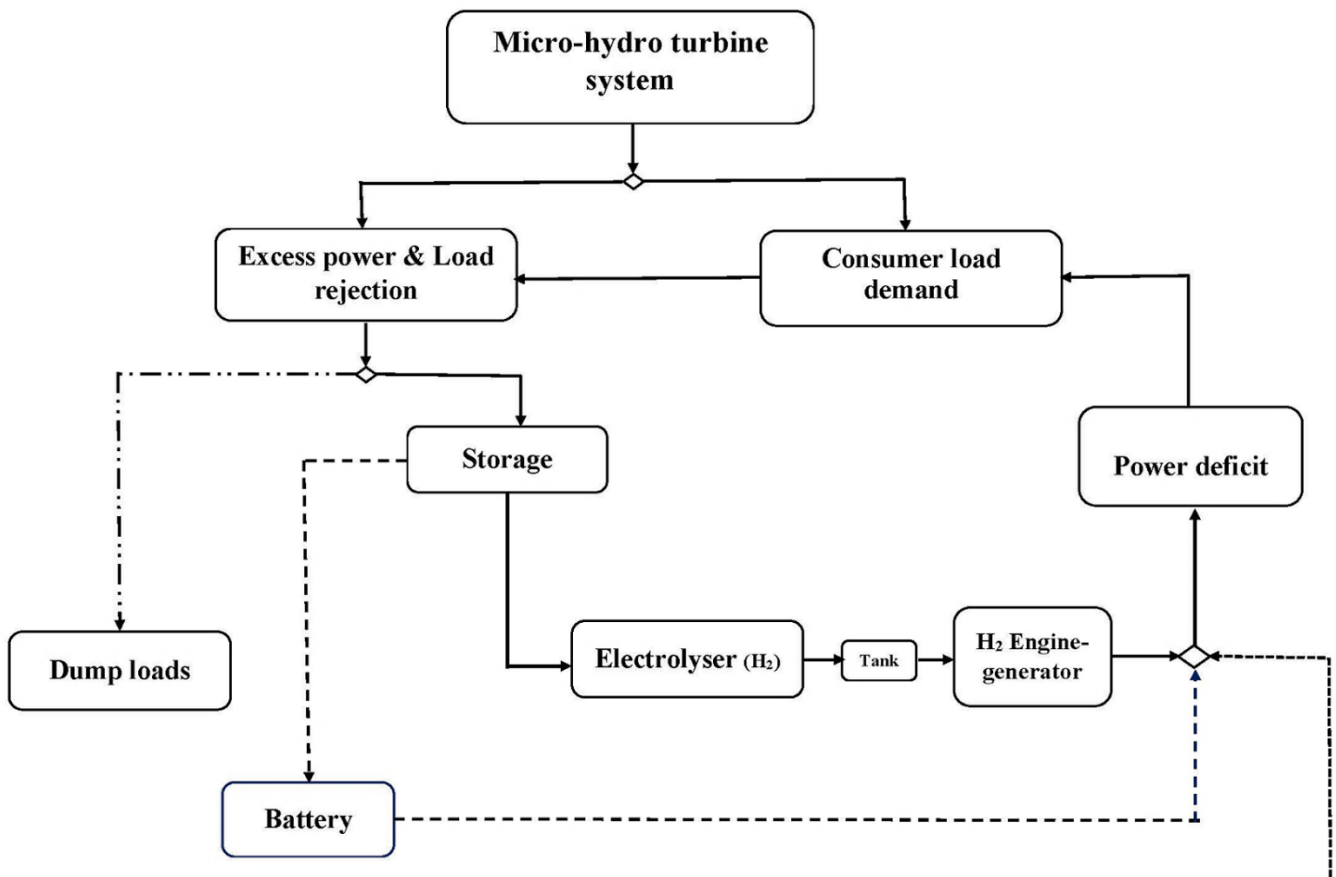 Micro-hydro turbine
system
Excess power & Load
rejection
Consumer load
demand
Storage
Power deficit
Dump loads
Electrolyser (H₂)
Tank
H₂ Engine-
generator
Battery